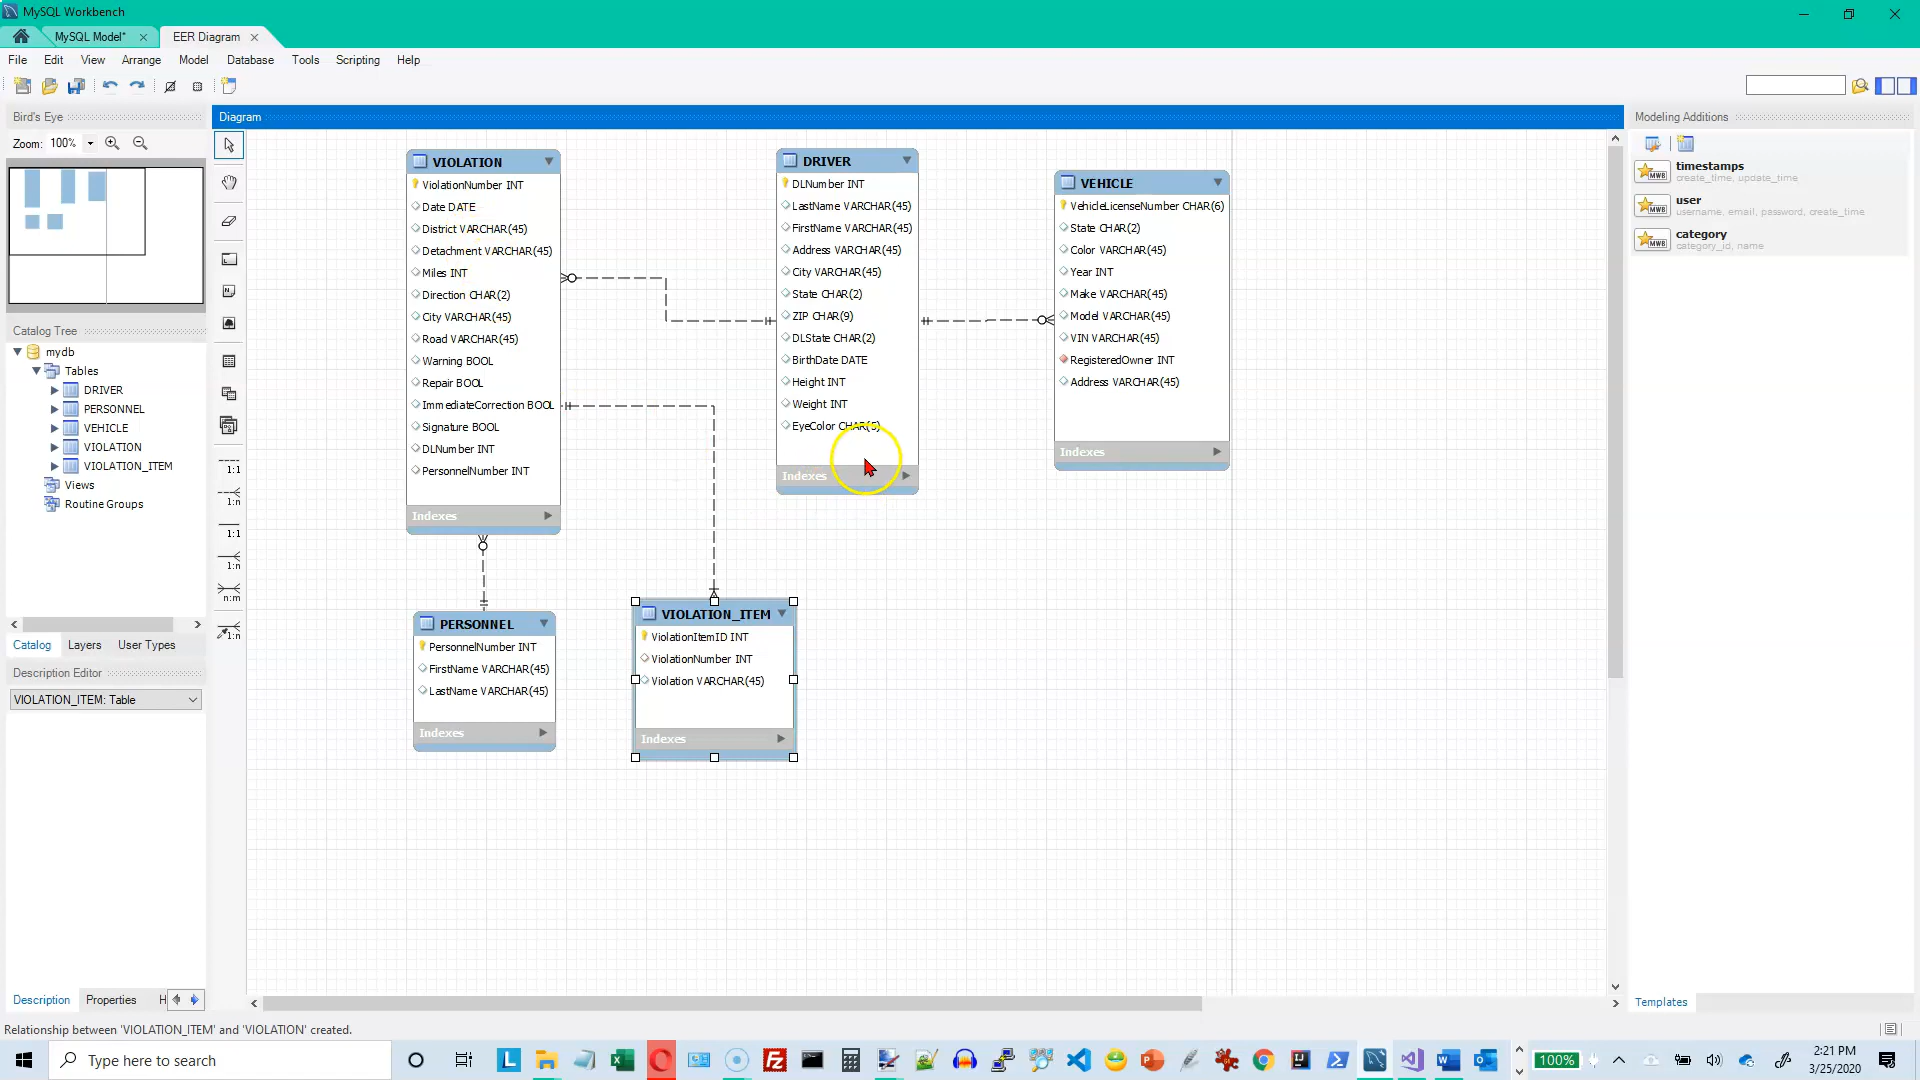 MySQL Workbench
MySQL Model*
EER Diagram
File Edit View Arrange Model Database Tools Scripting Help
Bird's Eye
Zoom: 100%
Catalog Tree
mydb
Tables
DRIVER
PERSONNEL
VEHICLE
VIOLATION
VIOLATION_ITEM
Views
Routine Groups
Catalog Layers User Types
Description Editor
VIOLATION_ITEM: Table
Description Properties H
1:1
1:n
1:1
1:n
n:m
1:n
Diagram
VIOLATION
ViolationNumber INT
Date DATE
District VARCHAR(45)
Detachment VARCHAR(45)
Miles INT
Direction CHAR(2)
City VARCHAR(45)
Road VARCHAR(45)
Warning BOOL
Repair BOOL
ImmediateCorrection BOOL
Signature BOOL
DLNumber INT
PersonnelNumber INT
Indexes
DRIVER
DLNumber INT
LastName VARCHAR(45)
FirstName VARCHAR(45)
Address VARCHAR(45)
City VARCHAR(45)
State CHAR(2)
ZIP CHAR(9)
DLState CHAR(2)
BirthDate DATE
Height INT
Weight INT
EyeColor CHAR(5)
Indexes
VEHICLE
VehicleLicenseNumber CHAR(6)
State CHAR(2)
Color VARCHAR(45)
Year INT
Make VARCHAR(45)
Model VARCHAR(45)
VIN VARCHAR(45)
RegisteredOwner INT
Address VARCHAR(45)
Indexes
PERSONNEL
PersonnelNumber INT
FirstName VARCHAR(45)
LastName VARCHAR(45)
Indexes
VIOLATION_ITEM
ViolationItemID INT
ViolationNumber INT
Violation VARCHAR(45)
Indexes
Modeling Additions
timestamps
create_time, update_time
user
username, email, password, create_time
category
category_id, name
Templates
Relationship between 'VIOLATION_ITEM' and 'VIOLATION' created.
Type here to search
100%
2:21 PM
3/25/2020